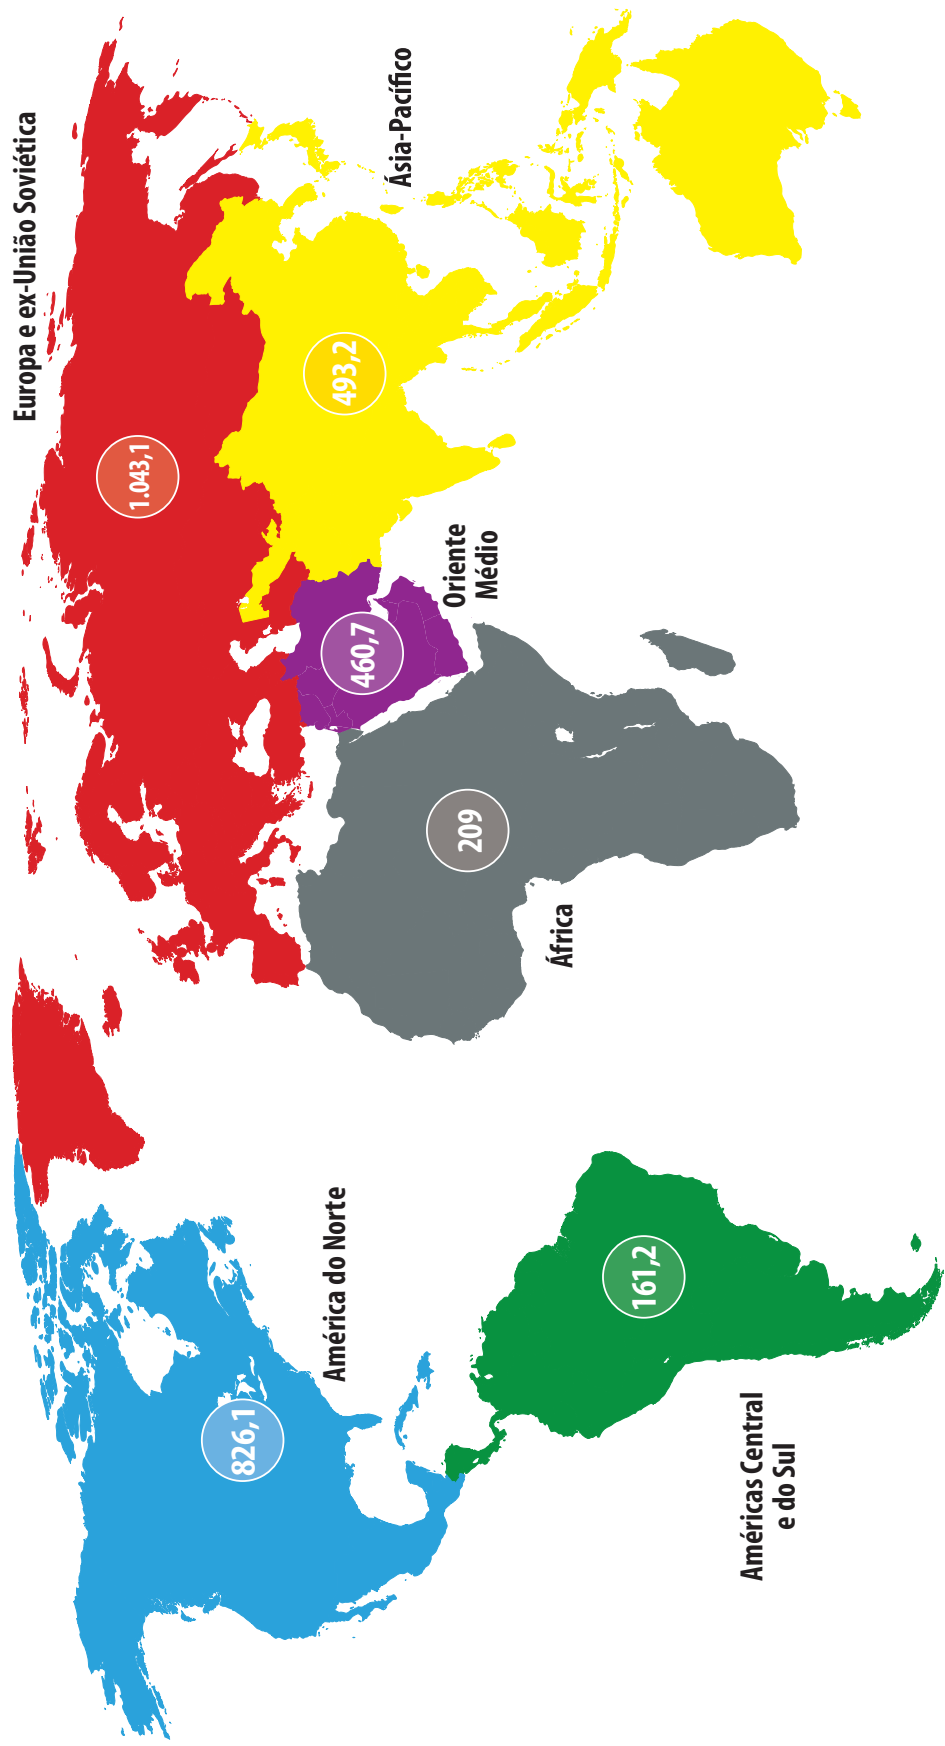 Europa e ex-União Soviética
1.043,1
Ásia-Pacífico
493,2
Oriente
Médio
460,7
África
209
América do Norte
826,1
Américas Central
e do Sul
161,2